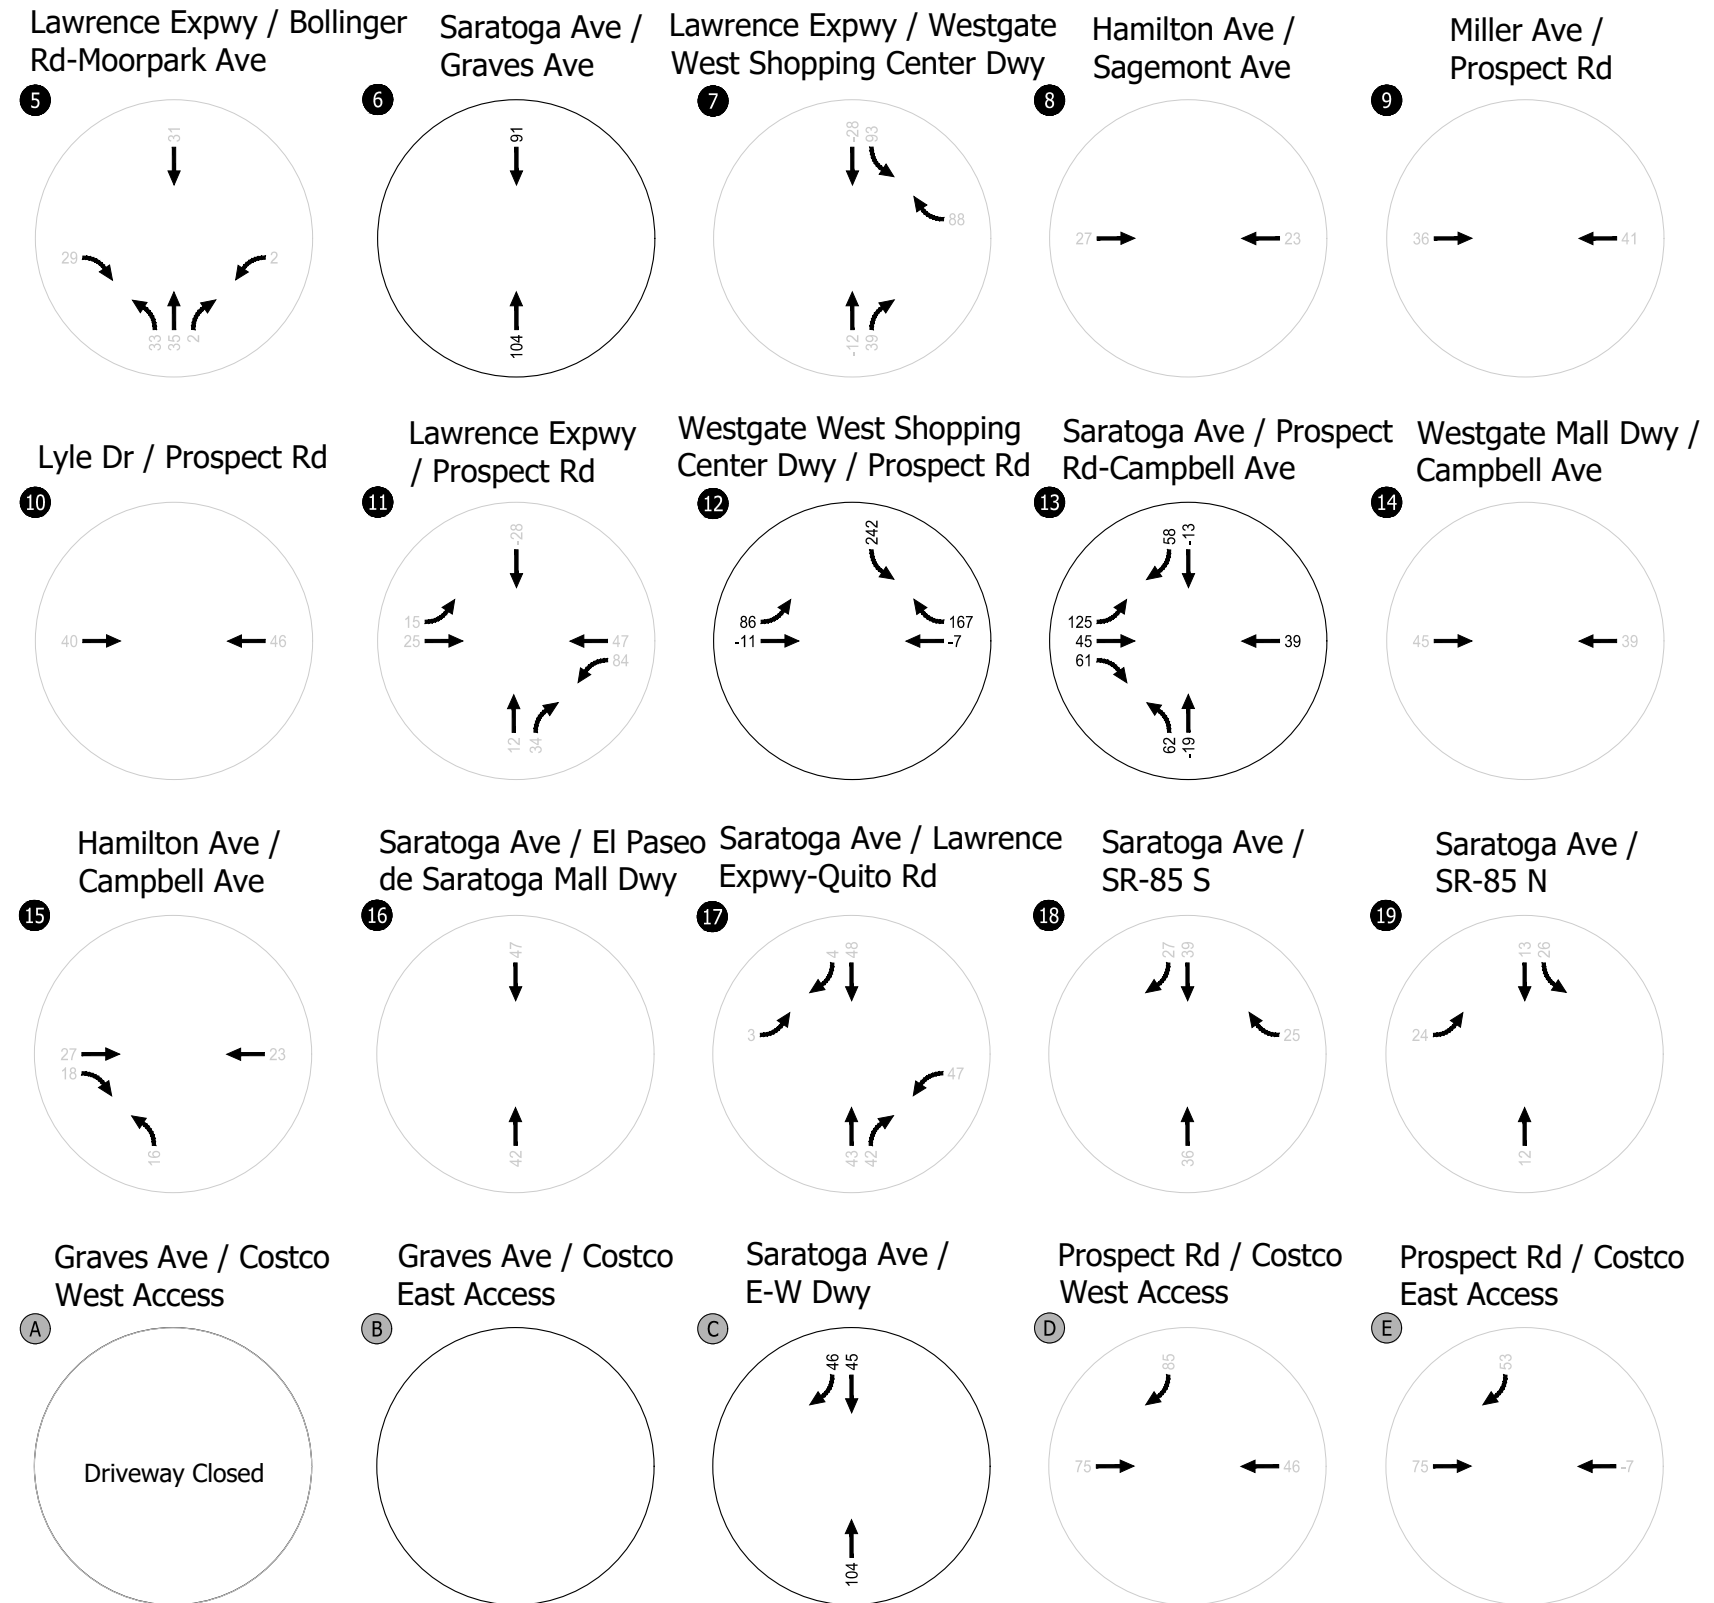 Lawrence Expwy / Bollinger
Rd-Moorpark Ave
5
31
29
2
33
35
2
Saratoga Ave /
Graves Ave
6
91
104
Lawrence Expwy / Westgate
West Shopping Center Dwy
7
-28
93
88
-12
39
Hamilton Ave /
Sagemont Ave
8
27
23
Miller Ave /
Prospect Rd
9
36
41
Lyle Dr / Prospect Rd
10
40
46
Lawrence Expwy
/ Prospect Rd
11
-28
15
25
47
84
12
34
Westgate West Shopping
Center Dwy / Prospect Rd
12
242
86
-11
167
-7
Saratoga Ave / Prospect
Rd-Campbell Ave
13
58
-13
125
45
61
39
62
-19
Westgate Mall Dwy /
Campbell Ave
14
45
39
Hamilton Ave /
Campbell Ave
15
27
18
23
16
Saratoga Ave / El Paseo
de Saratoga Mall Dwy
16
47
42
Saratoga Ave / Lawrence
Expwy-Quito Rd
17
4
48
3
47
43
42
Saratoga Ave /
SR-85 S
18
27
39
25
36
Saratoga Ave /
SR-85 N
19
13
26
24
12
Graves Ave / Costco
West Access
A
Driveway Closed
Graves Ave / Costco
East Access
B
Saratoga Ave /
E-W Dwy
C
46
45
104
Prospect Rd / Costco
West Access
D
85
75
46
Prospect Rd / Costco
East Access
E
53
75
-7